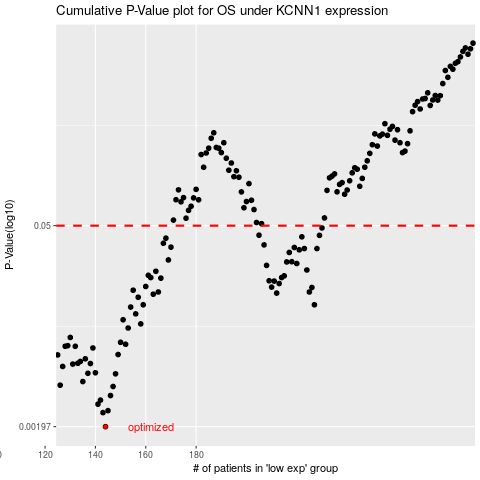 Cumulative P-Value plot for OS under KCNN1 expression
P-Value(log10)
0.05
0.00197
optimized
0 120 140 160 180
# of patients in 'low exp' group